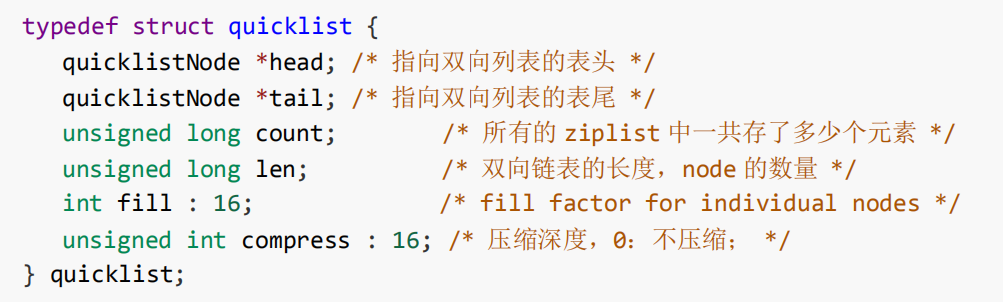 typedef struct quicklist {
quicklistNode *head; /* 指向双向列表的表头 */
quicklistNode *tail; /* 指向双向列表的表尾 */
unsigned long count; /* 所有的 ziplist 中一共存了多少个元素 */
unsigned long len; /* 双向链表的长度，node 的数量 */
int fill : 16; /* fill factor for individual nodes */
unsigned int compress : 16; /* 压缩深度，0：不压缩； */
} quicklist;